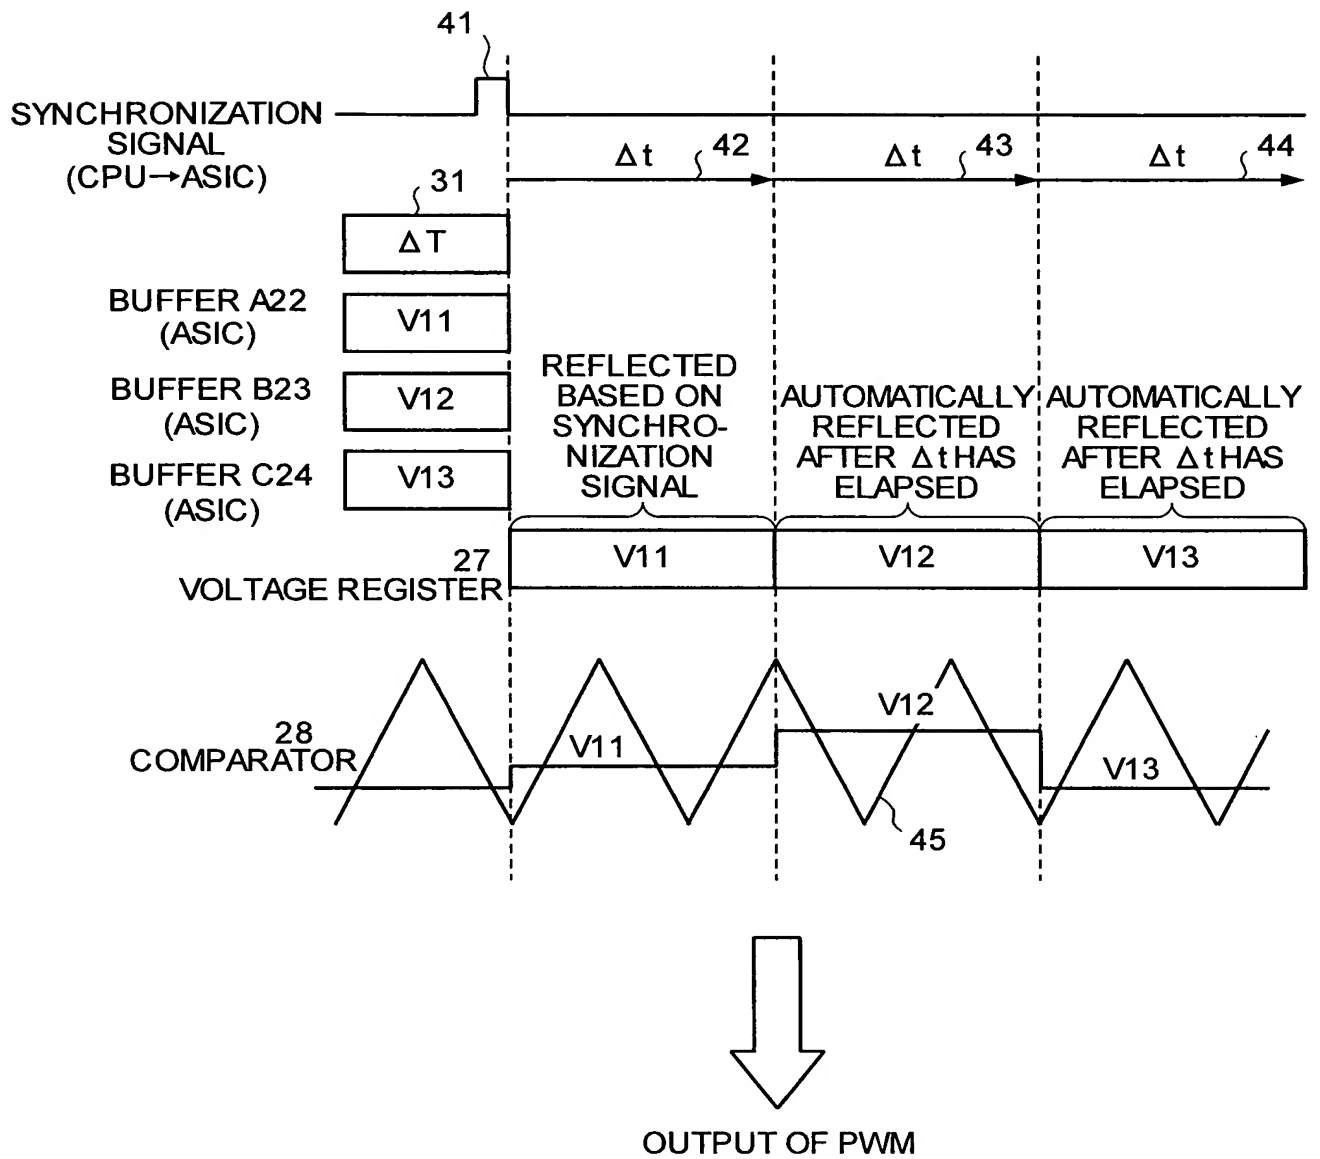 41
SYNCHRONIZATION
SIGNAL
(CPU→ASIC)
Δt 42
Δt 43
Δt 44
31
ΔT
BUFFER A22
(ASIC)
V11
BUFFER B23
(ASIC)
V12
BUFFER C24
(ASIC)
V13
REFLECTED
BASED ON
SYNCHRO-
NIZATION
SIGNAL
AUTOMATICALLY
REFLECTED
AFTER Δt HAS
ELAPSED
AUTOMATICALLY
REFLECTED
AFTER Δt HAS
ELAPSED
27
VOLTAGE REGISTER
V11
V12
V13
28
COMPARATOR
V11
V12
V13
45
OUTPUT OF PWM